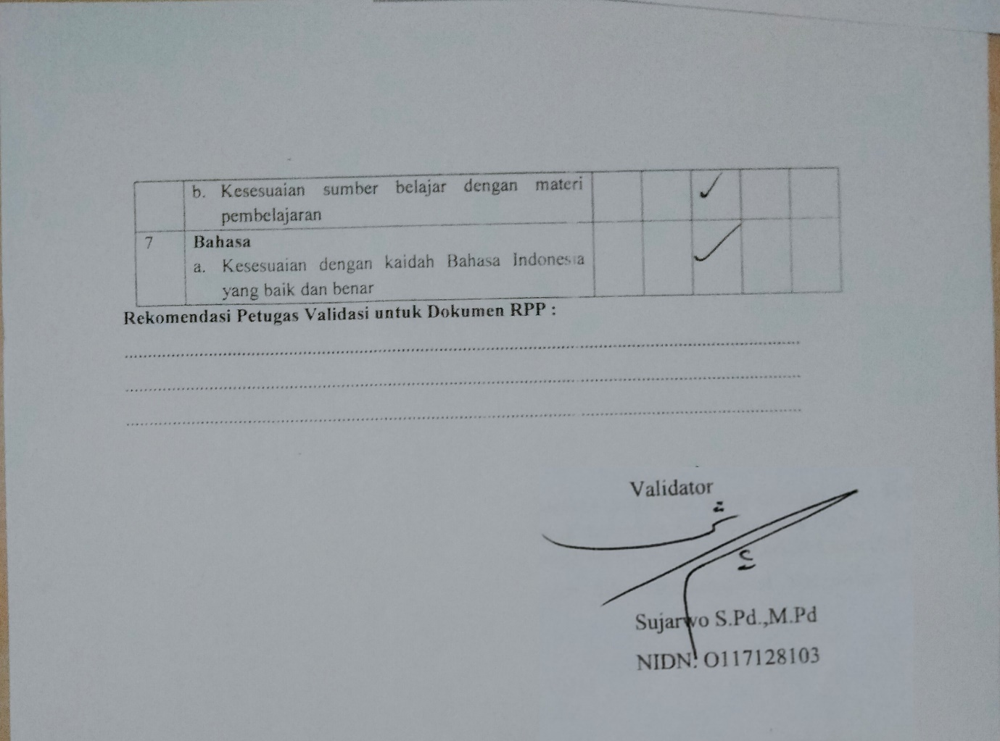 b. Kesesuaian sumber belajar dengan materi
pembelajaran
✓
7 Bahasa
a. Kesesuaian dengan kaidah Bahasa Indonesia
yang baik dan benar
✓
Rekomendasi Petugas Validasi untuk Dokumen RPP :
Validator
Sujarwo S.Pd.,M.Pd
NIDN: O117128103